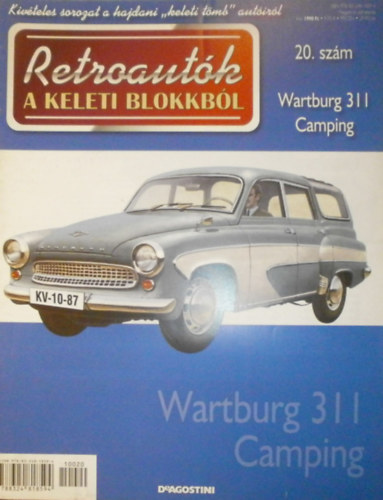 Kivételes sorozat a hajdani „keleti tömb" autóiról
Retroautók
A KELETI BLOKKBÓL
20. szám
Wartburg 311
Camping
KV-10-87
Wartburg 311
Camping
10020
DeAGOSTINI